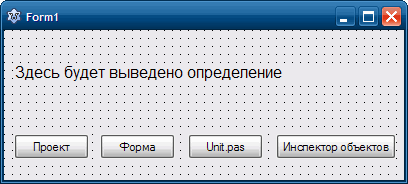 Form1
Здесь будет выведено определение
Проект Форма Unit.pas Инспектор объектов